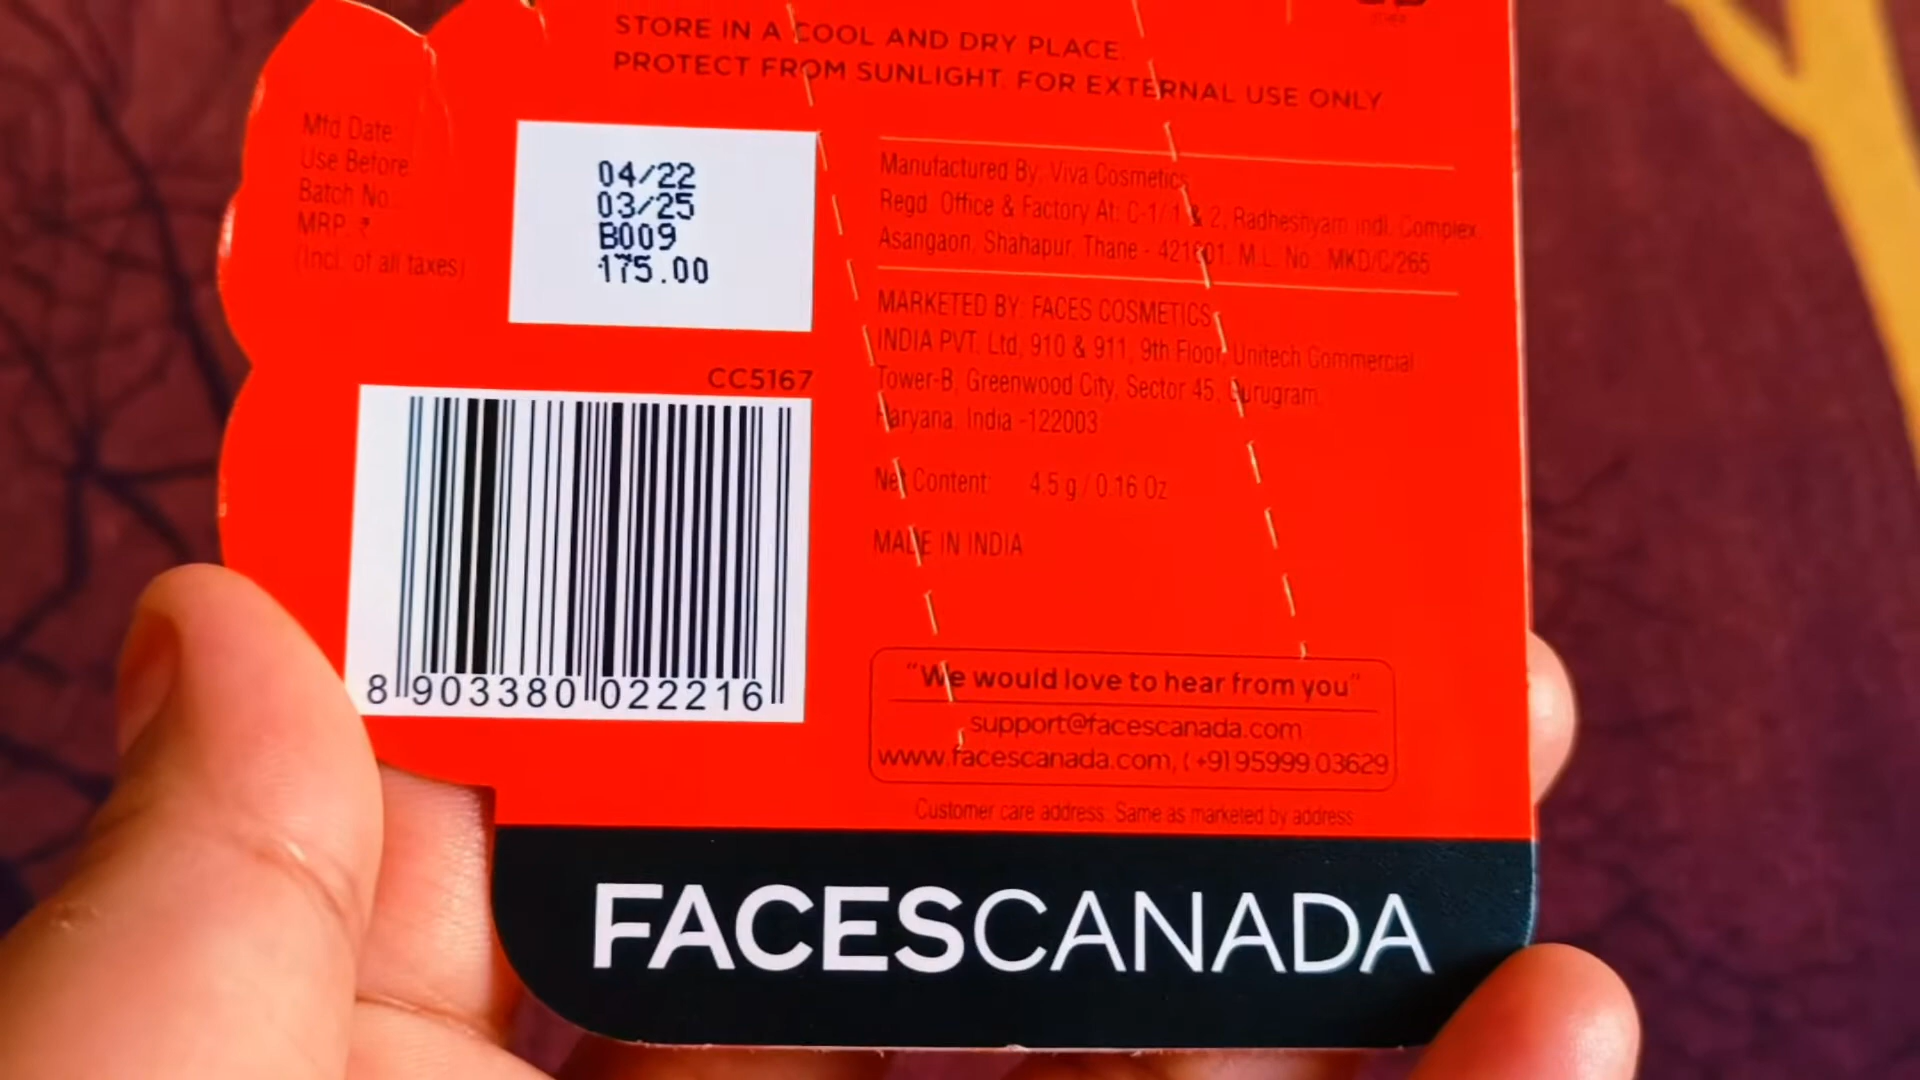 STORE IN A COOL AND DRY PLACE.
PROTECT FROM SUNLIGHT. FOR EXTERNAL USE ONLY.
Mfd Date:
Use Before:
Batch No.:
MRP ₹
(Incl. of all taxes)
04/22
03/25
B009
175.00
CC5167
8 903380 022216
Manufactured By: Viva Cosmetics
Regd. Office & Factory At: C-1/1 & 2, Radheshyam Indl. Complex,
Asangaon, Shahapur, Thane - 421601. M.L. No.: MKD/C/265
MARKETED BY: FACES COSMETICS
INDIA PVT. Ltd, 910 & 911, 9th Floor, Unitech Commercial
Tower-B, Greenwood City, Sector 45, Gurugram,
Haryana, India -122003
Net Content: 4.5 g / 0.16 Oz
MADE IN INDIA
"We would love to hear from you"
support@facescanada.com
www.facescanada.com, (+91 95999 03629
Customer care address: Same as marketed by address
FACESCANADA